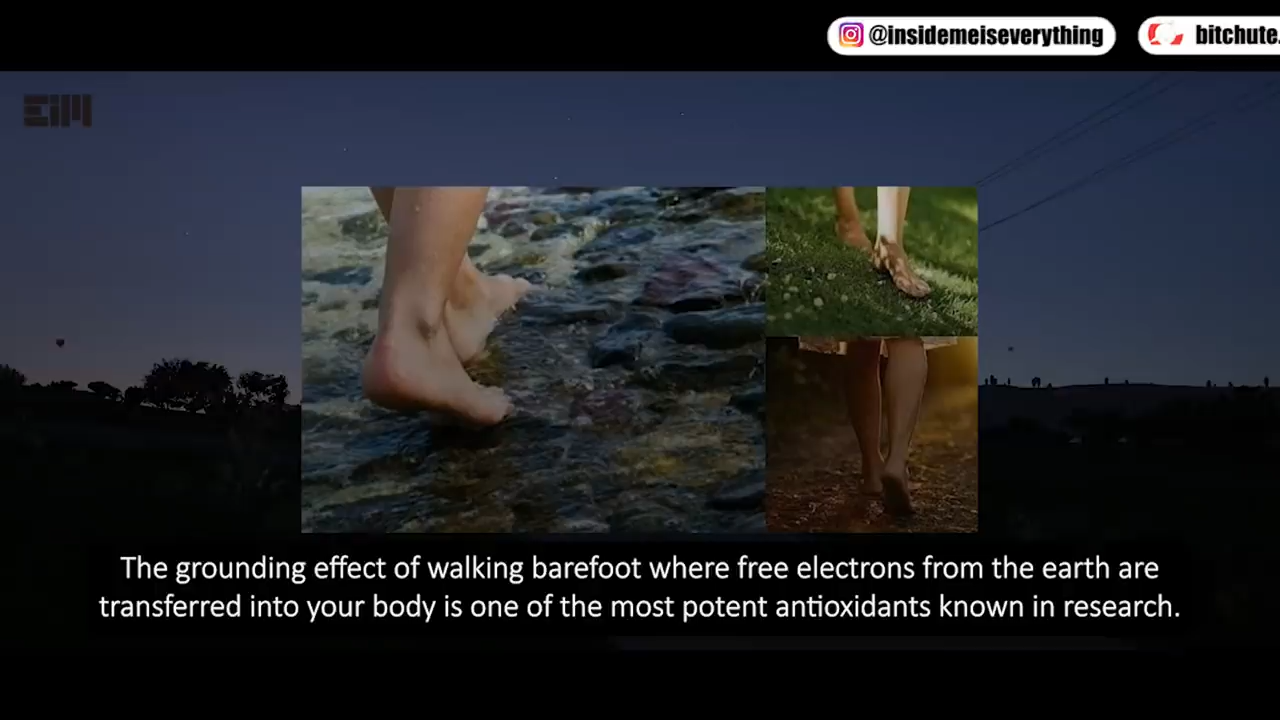 @insidemeiseverything
bitchute.
EiM
The grounding effect of walking barefoot where free electrons from the earth are
transferred into your body is one of the most potent antioxidants known in research.